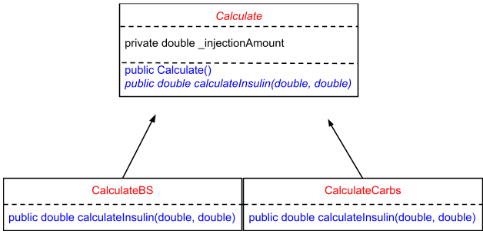 Calculate
private double _injectionAmount
public Calculate()
public double calculateInsulin(double, double)
CalculateBS
public double calculateInsulin(double, double)
CalculateCarbs
public double calculateInsulin(double, double)